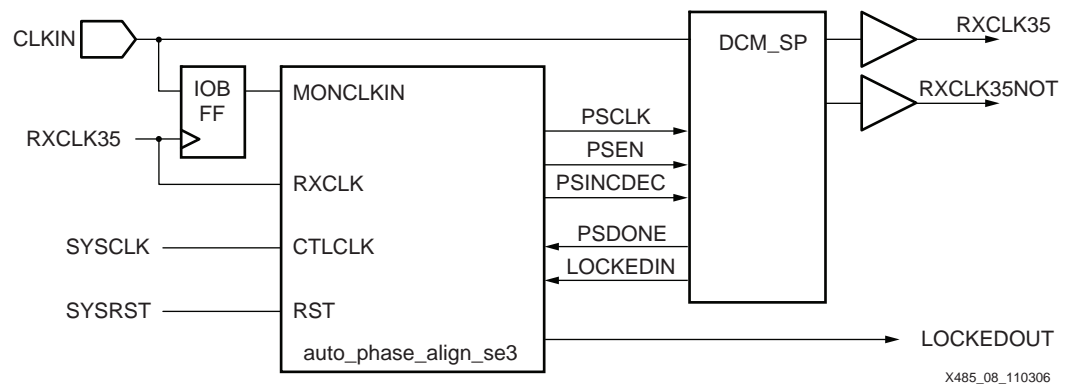 CLKIN
IOB
FF
RXCLK35
MONCLKIN
RXCLK
SYSCLK
CTLCLK
SYSRST
RST
auto_phase_align_se3
PSCLK
PSEN
PSINCDEC
PSDONE
LOCKEDIN
DCM_SP
RXCLK35
RXCLK35NOT
LOCKEDOUT
X485_08_110306